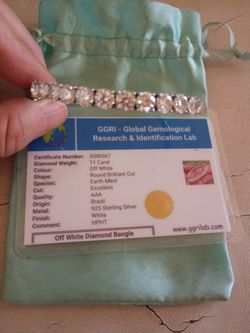 GGRI - Global Gemological
Research & Identification Lab
Certificate Number: GGRI567
Diamond Weight: 11 Carat
Colour: Off White
Shape: Round Brilliant Cut
Species: Earth Mind
Cut: Excellent
Quality: AAA
Origin: Brazil
Metal: 925 Sterling Silver
Finish: White
Comment: HPHT
www.ggrilab.com
Off White Diamond Bangle